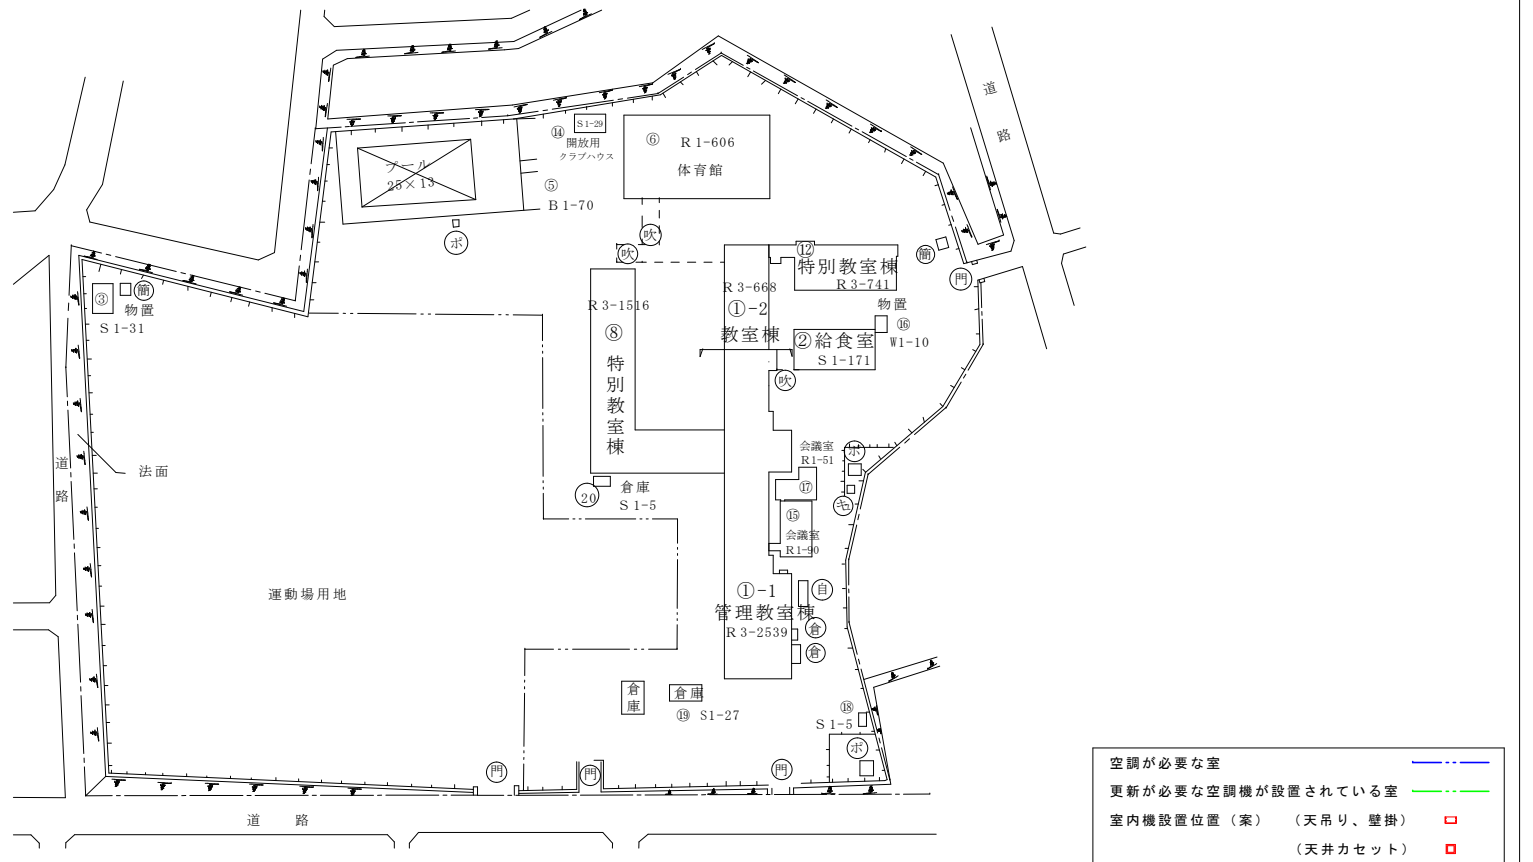 道
路
⑭
S1-29
開放用
クラブハウス
⑥ R1-606
体育館
プール
25×13
⑤
B1-70
ポ
吹
吹
⑫
特別教室棟
R3-741
簡
門
③
簡
物置
S1-31
R3-1516
⑧
特
別
教
室
棟
R3-668
①-2
教室棟
物置
⑯
W1-10
②給食室
S1-171
吹
道
路
法面
会議室
R1-51
ポ
⑰
キュ
20
倉庫
S1-5
⑮
会議室
R1-90
運動場用地
①-1
管理教室棟
R3-2539
自
倉
倉
倉
庫
倉庫
⑲ S1-27
⑱
S1-5
ポ
門
門
門
道 路
空調が必要な室
更新が必要な空調機が設置されている室
室内機設置位置(案) (天吊り、壁掛)
(天井カセット)